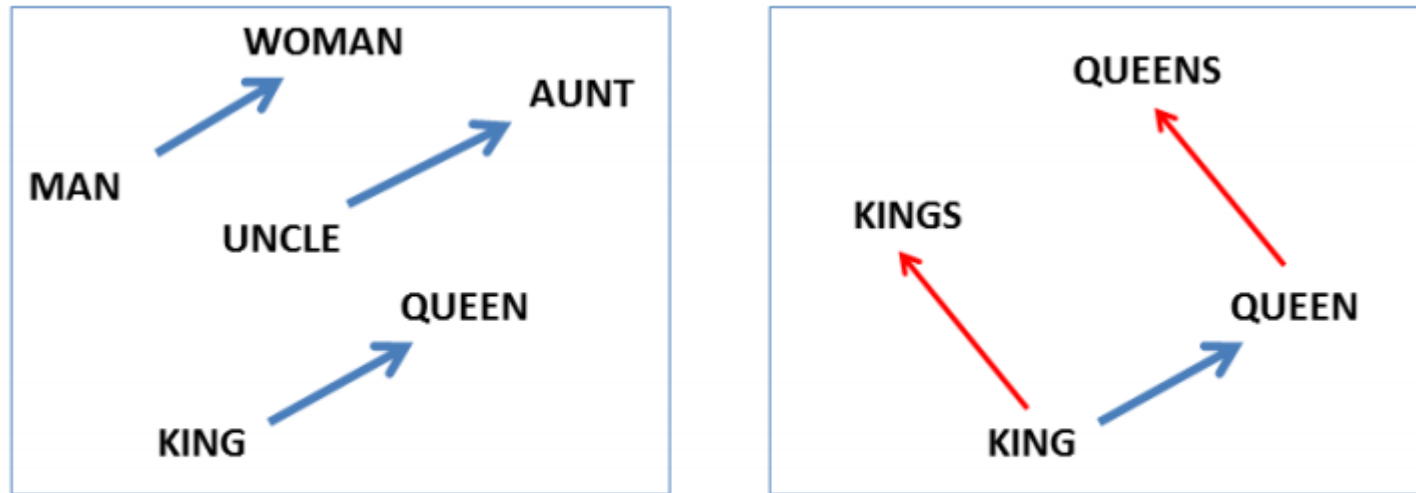 WOMAN
AUNT
MAN
UNCLE
QUEEN
KING
QUEENS
KINGS
QUEEN
KING